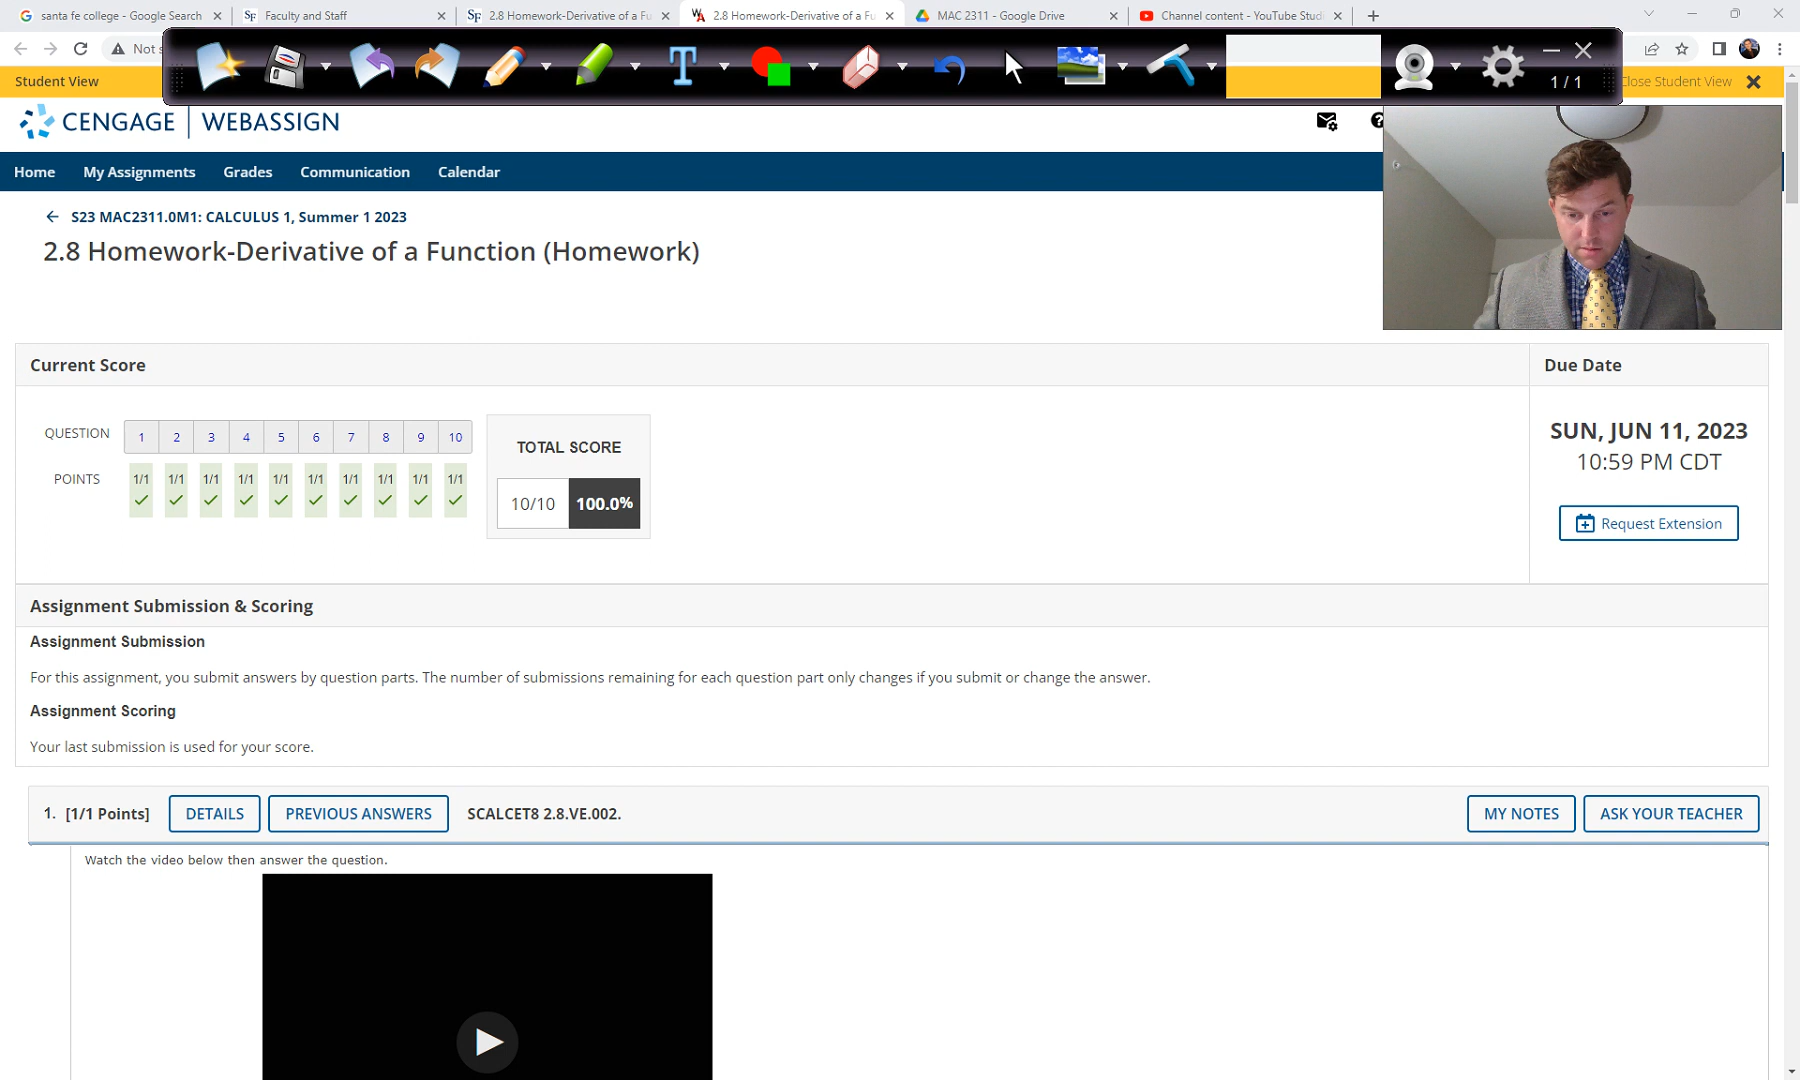 santa fe college - Google Search
Faculty and Staff
2.8 Homework-Derivative of a Fu
2.8 Homework-Derivative of a Fu
MAC 2311 - Google Drive
Channel content - YouTube Studi
Not s
1 / 1
Student View
Close Student View
CENGAGE | WEBASSIGN
Home
My Assignments
Grades
Communication
Calendar
S23 MAC2311.0M1: CALCULUS 1, Summer 1 2023
2.8 Homework-Derivative of a Function (Homework)
Current Score
Due Date
QUESTION 1 2 3 4 5 6 7 8 9 10
POINTS 1/1 1/1 1/1 1/1 1/1 1/1 1/1 1/1 1/1 1/1
TOTAL SCORE
10/10 100.0%
SUN, JUN 11, 2023
10:59 PM CDT
Request Extension
Assignment Submission & Scoring
Assignment Submission
For this assignment, you submit answers by question parts. The number of submissions remaining for each question part only changes if you submit or change the answer.
Assignment Scoring
Your last submission is used for your score.
1. [1/1 Points] DETAILS PREVIOUS ANSWERS SCALCET8 2.8.VE.002. MY NOTES ASK YOUR TEACHER
Watch the video below then answer the question.